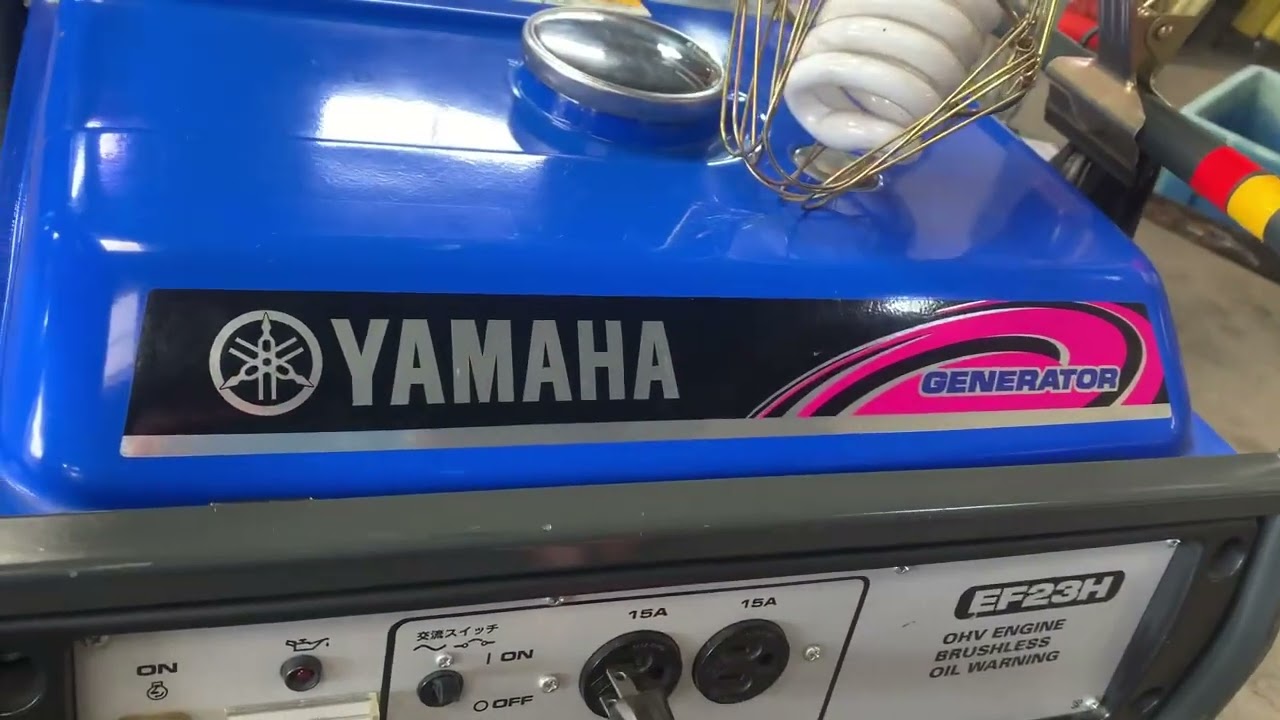 YAMAHA
GENERATOR
EF23H
OHV ENGINE
BRUSHLESS
OIL WARNING
15A
15A
交流スイッチ
| ON
○ OFF
ON